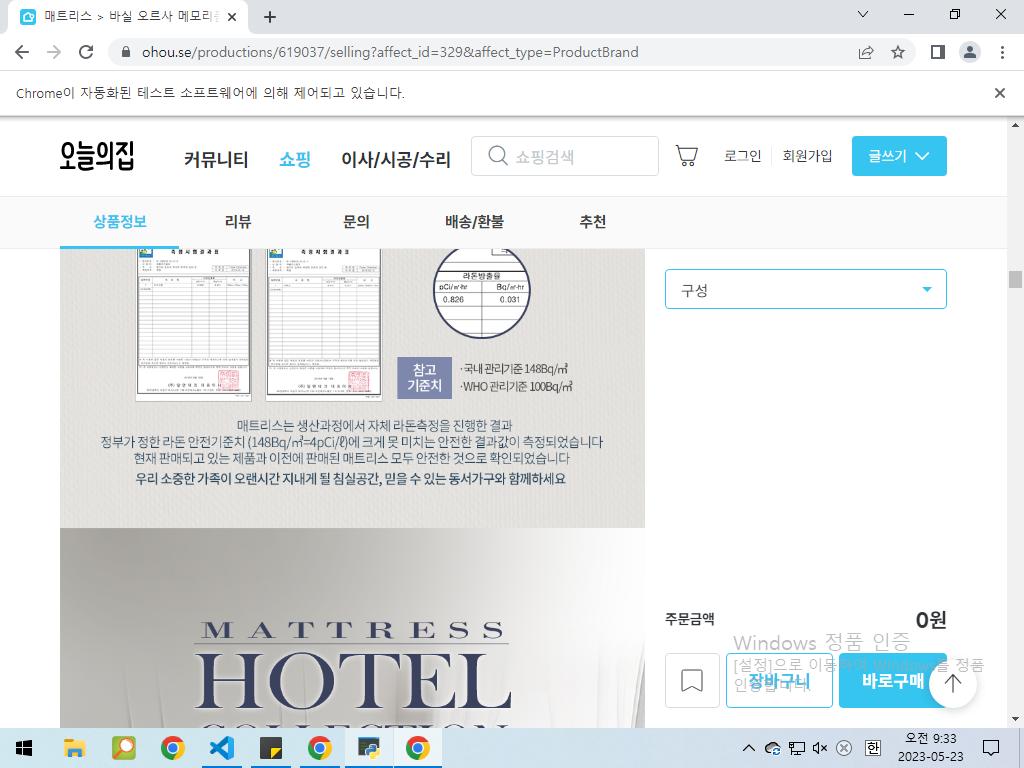 매트리스 > 바실 오르사 메모리폼
ohou.se/productions/619037/selling?affect_id=329&affect_type=ProductBrand
Chrome이 자동화된 테스트 소프트웨어에 의해 제어되고 있습니다.
오늘의집
커뮤니티
쇼핑
이사/시공/수리
쇼핑검색
로그인
회원가입
글쓰기
상품정보
리뷰
문의
배송/환불
추천
라돈방출률
pCi/㎡·hr
Bq/㎡·hr
0.826
0.031
참고
기준치
·국내 관리기준 148Bq/㎥
·WHO 관리기준 100Bq/㎥
매트리스는 생산과정에서 자체 라돈측정을 진행한 결과
정부가 정한 라돈 안전기준치 (148Bq/㎥=4pCi/ℓ)에 크게 못 미치는 안전한 결과값이 측정되었습니다
현재 판매되고 있는 제품과 이전에 판매된 매트리스 모두 안전한 것으로 확인되었습니다
우리 소중한 가족이 오랜시간 지내게 될 침실공간, 믿을 수 있는 동서가구와 함께하세요
MATTRESS
HOTEL
COLLECTION
구성
주문금액
0원
장바구니
바로구매
Windows 정품 인증
[설정]으로 이동하여 Windows를 정품
인증합니다.
한
오전 9:33
2023-05-23